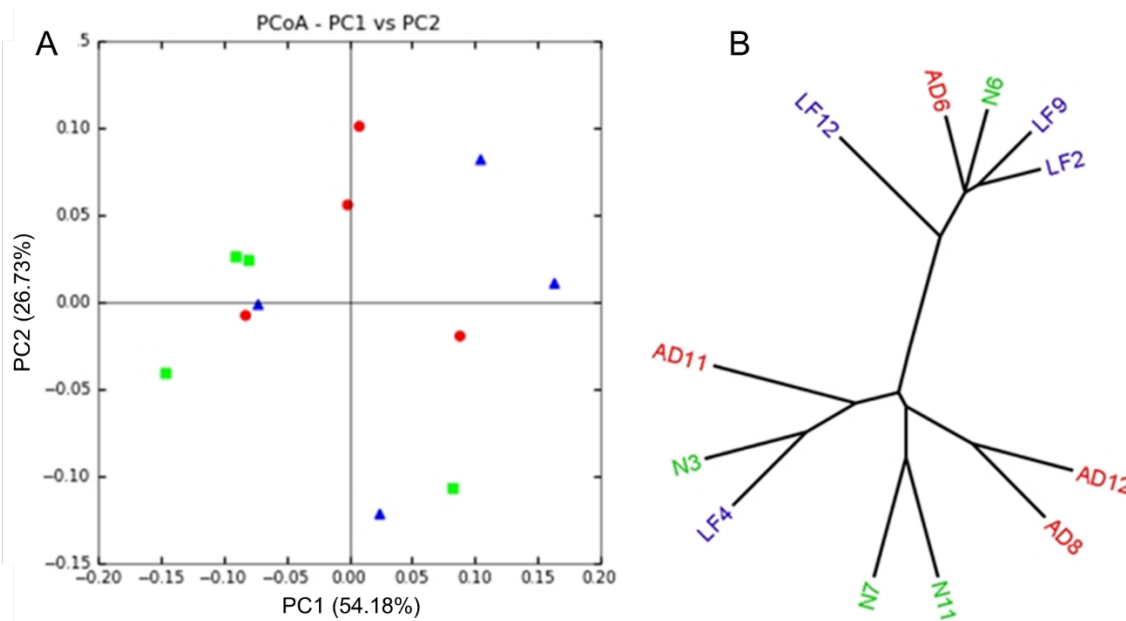 A
PCoA - PC1 vs PC2
.5
0.10
0.05
0.00
−0.05
−0.10
−0.15
−0.20 −0.15 −0.10 −0.05 0.00 0.05 0.10 0.15 0.20
PC1 (54.18%)
PC2 (26.73%)
B
LF12
AD6
N6
LF9
LF2
AD11
N3
LF4
N7
N11
AD8
AD12